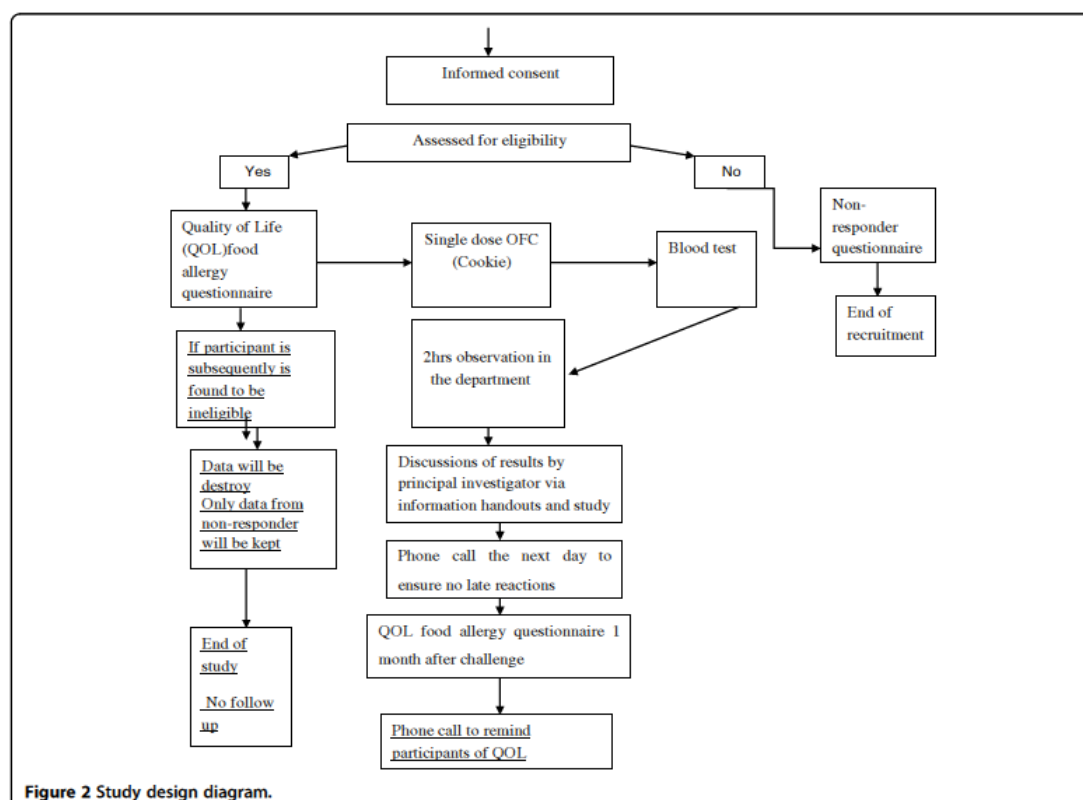 Informed consent
Assessed for eligibility
Yes
No
Quality of Life
(QOL)food
allergy
questionnaire
Single dose OFC
(Cookie)
Blood test
Non-
responder
questionnaire
End of
recruitment
If participant is
subsequently is
found to be
ineligible
2hrs observation in
the department
Data will be
destroy
Only data from
non-responder
will be kept
Discussions of results by
principal investigator via
information handouts and study
Phone call the next day to
ensure no late reactions
QOL food allergy questionnaire 1
month after challenge
End of
study
No follow
up
Phone call to remind
participants of QOL
Figure 2 Study design diagram.